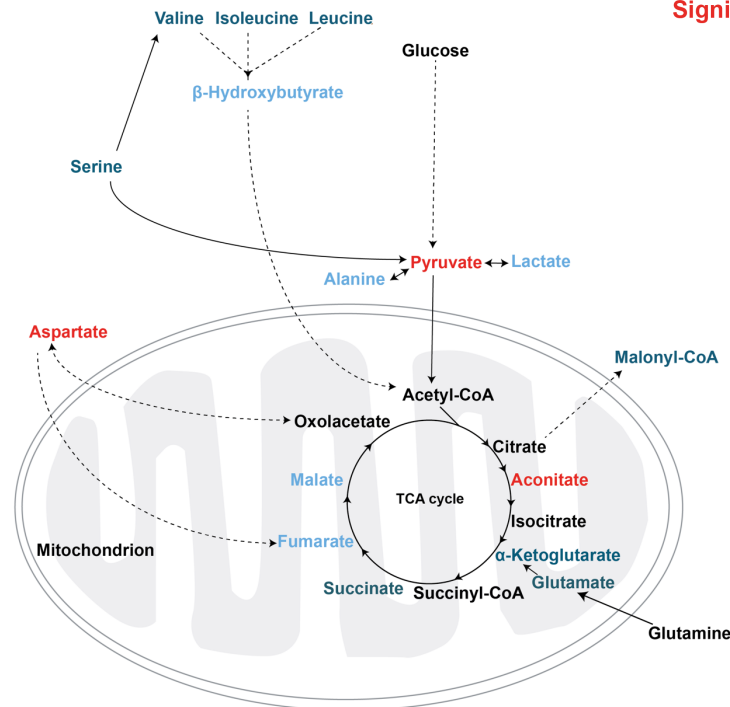 Signi
Valine Isoleucine Leucine
Glucose
β-Hydroxybutyrate
Serine
Pyruvate
Lactate
Alanine
Aspartate
Malonyl-CoA
Acetyl-CoA
Oxolacetate
Citrate
Malate
Aconitate
TCA cycle
Isocitrate
Fumarate
Mitochondrion
α-Ketoglutarate
Succinate
Succinyl-CoA
Glutamate
Glutamine